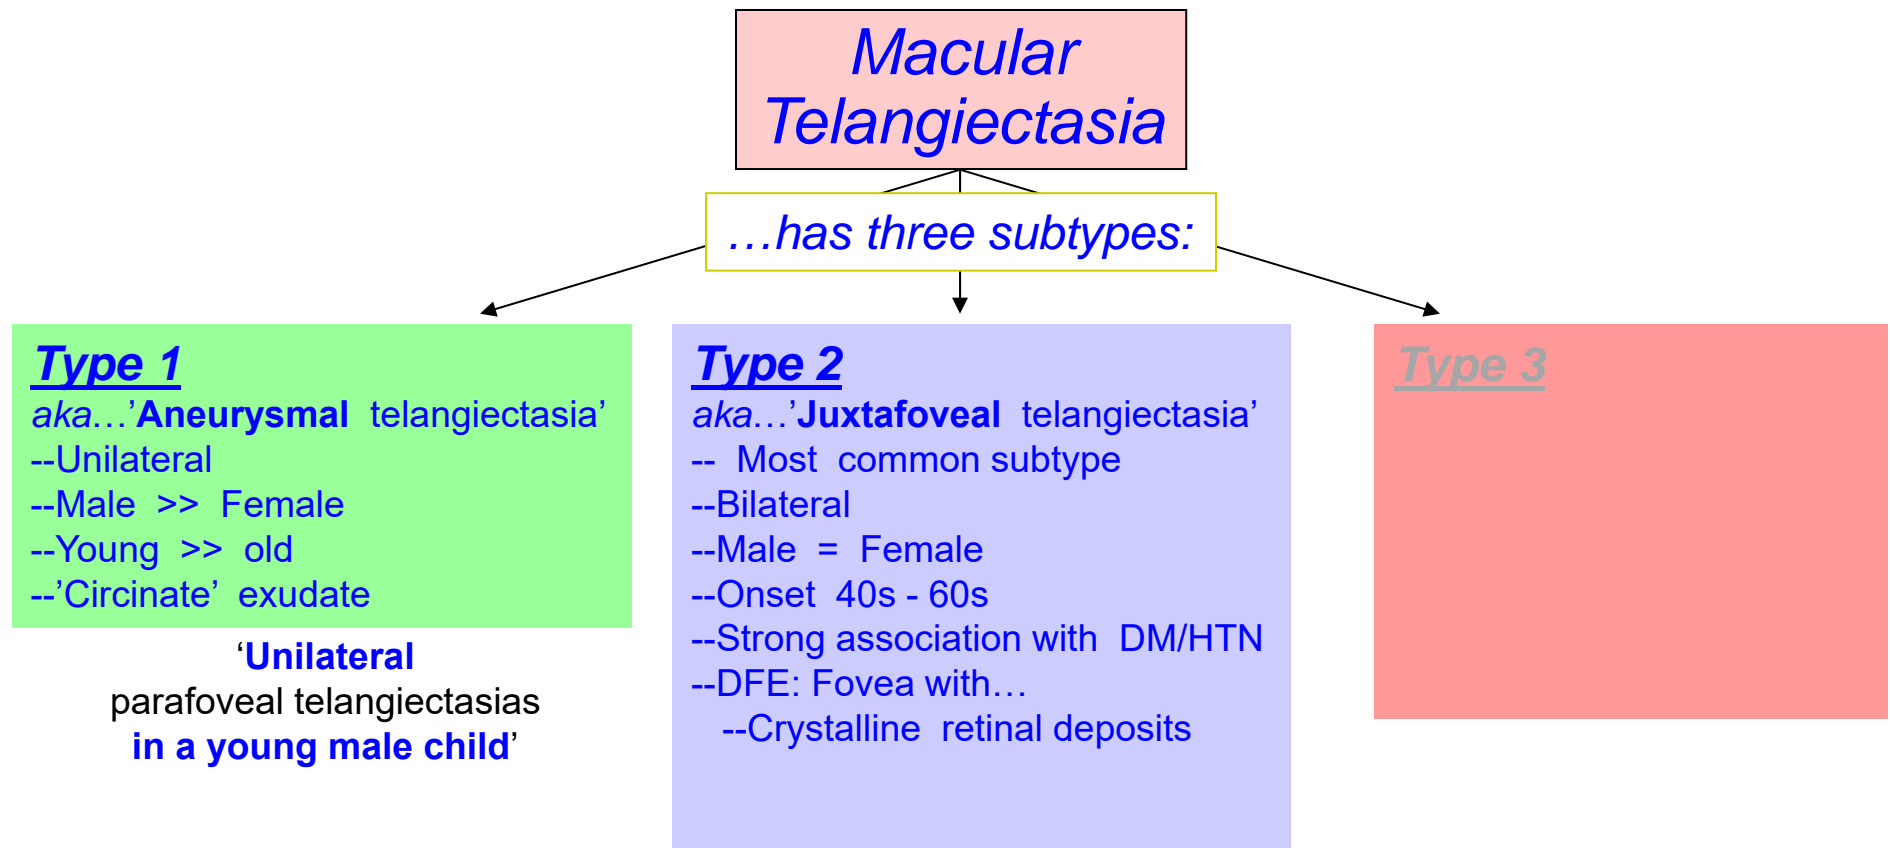 Macular
Telangiectasia
…has three subtypes:
Type 1
aka…’Aneurysmal telangiectasia’
--Unilateral
--Male >> Female
--Young >> old
--’Circinate’ exudate
‘Unilateral
parafoveal telangiectasias
in a young male child’
Type 2
aka…’Juxtafoveal telangiectasia’
-- Most common subtype
--Bilateral
--Male = Female
--Onset 40s - 60s
--Strong association with DM/HTN
--DFE: Fovea with…
--Crystalline retinal deposits
Type 3